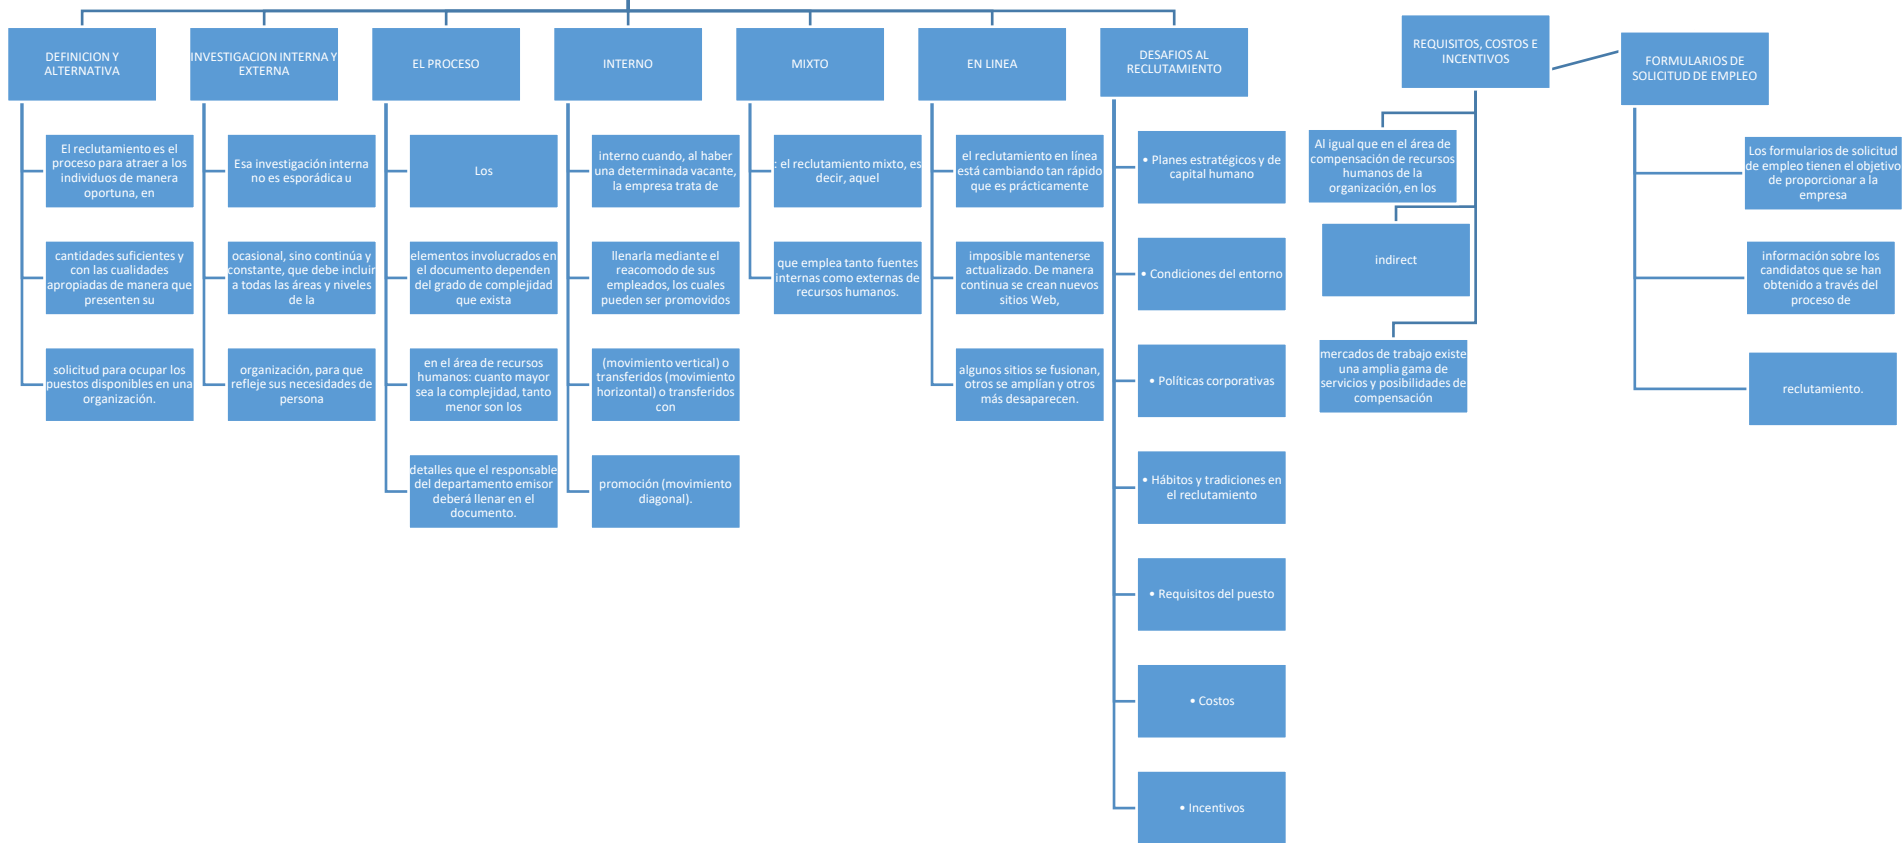 DEFINICION Y
ALTERNATIVA
El reclutamiento es el
proceso para atraer a los
individuos de manera
oportuna, en
cantidades suficientes y
con las cualidades
apropiadas de manera que
presenten su
solicitud para ocupar los
puestos disponibles en una
organización.
INVESTIGACION INTERNA Y
EXTERNA
Esa investigación interna
no es esporádica u
ocasional, sino continúa y
constante, que debe incluir
a todas las áreas y niveles
de la
organización, para que
refleje sus necesidades de
persona
EL PROCESO
Los
elementos involucrados en
el documento dependen
del grado de complejidad
que exista
en el área de recursos
humanos: cuanto mayor
sea la complejidad, tanto
menor son los
detalles que el responsable
del departamento emisor
deberá llenar en el
documento.
INTERNO
interno cuando, al haber
una determinada vacante,
la empresa trata de
llenarla mediante el
reacomodo de sus
empleados, los cuales
pueden ser promovidos
(movimiento vertical) o
transferidos (movimiento
horizontal) o transferidos
con
promoción (movimiento
diagonal).
MIXTO
: el reclutamiento mixto, es
decir, aquel
que emplea tanto fuentes
internas como externas de
recursos humanos.
EN LINEA
el reclutamiento en línea
está cambiando tan rápido
que es prácticamente
imposible mantenerse
actualizado. De manera
continua se crean nuevos
sitios Web,
algunos sitios se fusionan,
otros se amplían y otros
más desaparecen.
DESAFIOS AL
RECLUTAMIENTO
• Planes estratégicos y de
capital humano
• Condiciones del entorno
• Políticas corporativas
• Hábitos y tradiciones en
el reclutamiento
• Requisitos del puesto
• Costos
• Incentivos
REQUISITOS, COSTOS E
INCENTIVOS
Al igual que en el área de
compensación de recursos
humanos de la
organización, en los
indirect
mercados de trabajo existe
una amplia gama de
servicios y posibilidades de
compensación
FORMULARIOS DE
SOLICITUD DE EMPLEO
Los formularios de solicitud
de empleo tienen el objetivo
de proporcionar a la
empresa
información sobre los
candidatos que se han
obtenido a través del
proceso de
reclutamiento.